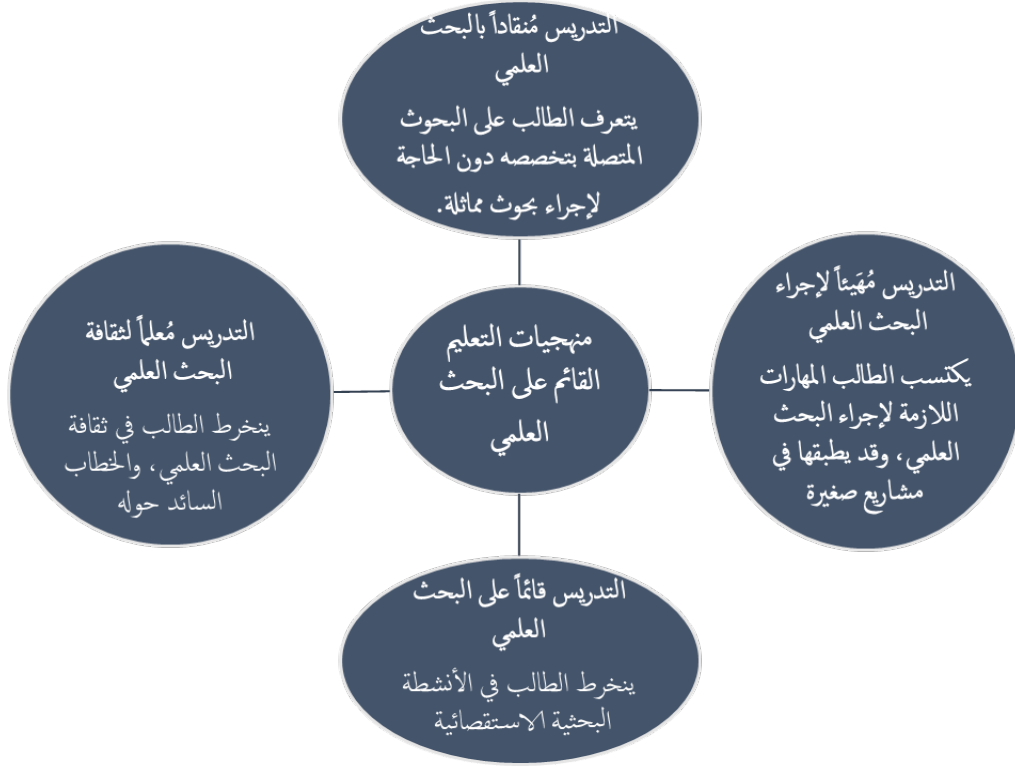 التدريس مُنقاداً بالبحث
العلمي
يتعرف الطالب على البحوث
المتصلة بتخصصه دون الحاجة
لإجراء بحوث مماثلة.
التدريس مُهَيئاً لإجراء
البحث العلمي
يكتسب الطالب المهارات
اللازمة لإجراء البحث
العلمي، وقد يطبقها في
مشاريع صغيرة
منهجيات التعليم
القائم على البحث
العلمي
التدريس مُعلماً لثقافة
البحث العلمي
ينخرط الطالب في ثقافة
البحث العلمي، والخطاب
السائد حوله
التدريس قائماً على البحث
العلمي
ينخرط الطالب في الأنشطة
البحثية الاستقصائية